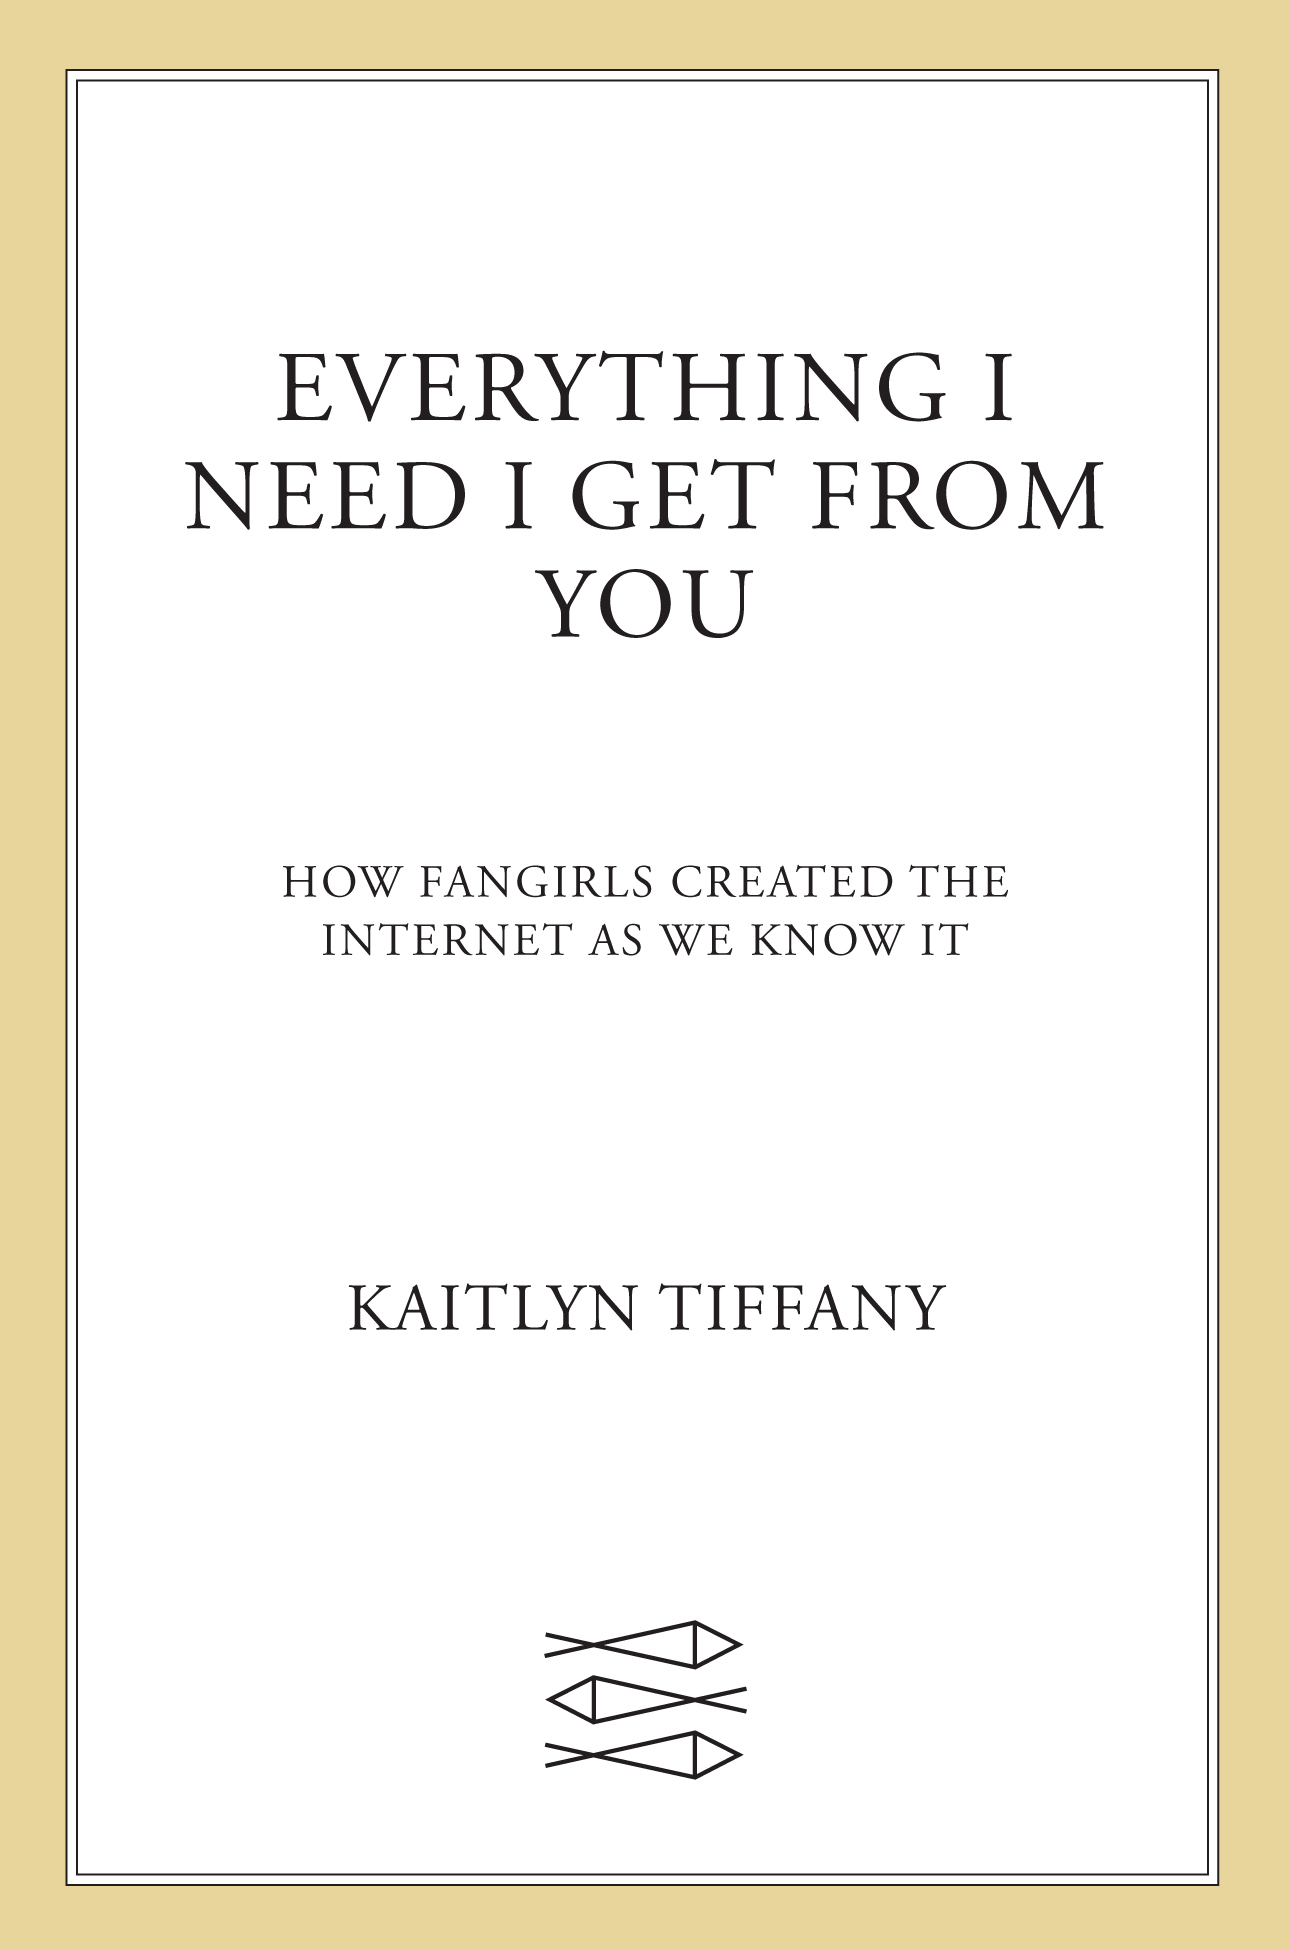 EVERYTHING I
NEED I GET FROM
YOU
HOW FANGIRLS CREATED THE
INTERNET AS WE KNOW IT
KAITLYN TIFFANY